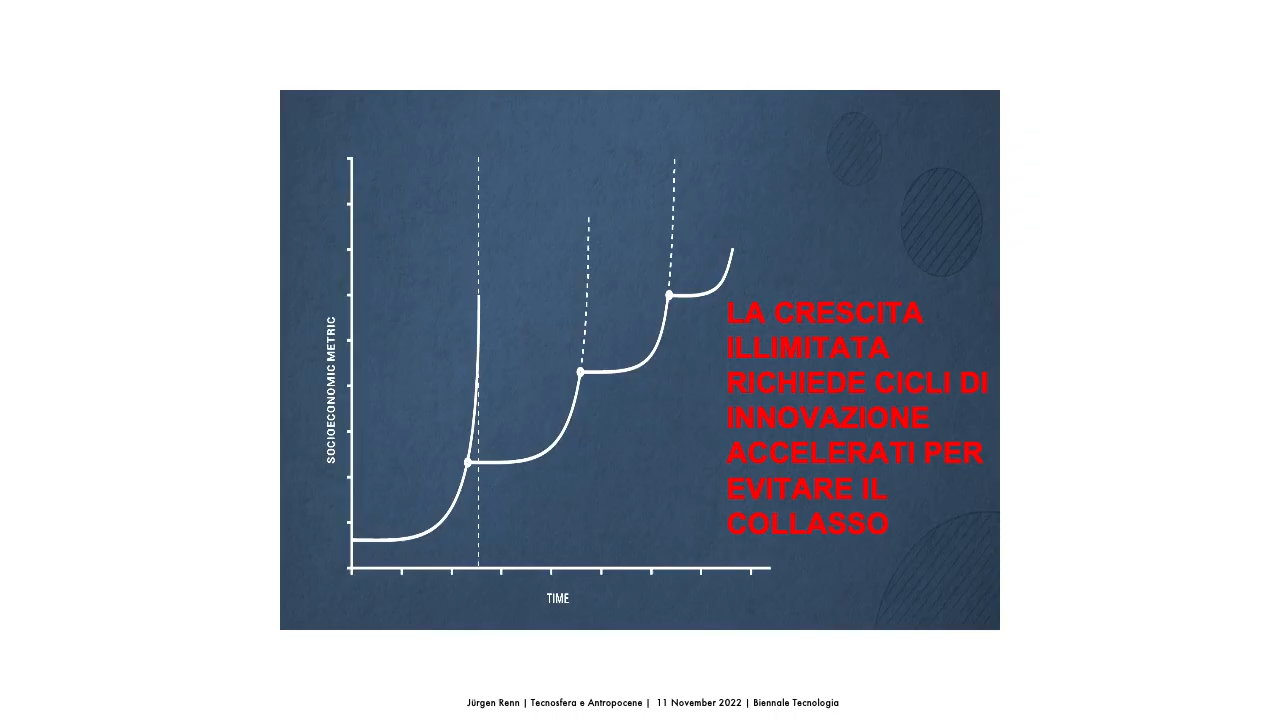 SOCIOECONOMIC METRIC
LA CRESCITA
ILLIMITATA
RICHIEDE CICLI DI
INNOVAZIONE
ACCELERATI PER
EVITARE IL
COLLASSO
TIME
Jürgen Renn | Tecnosfera e Antropocene | 11 November 2022 | Biennale Tecnologia